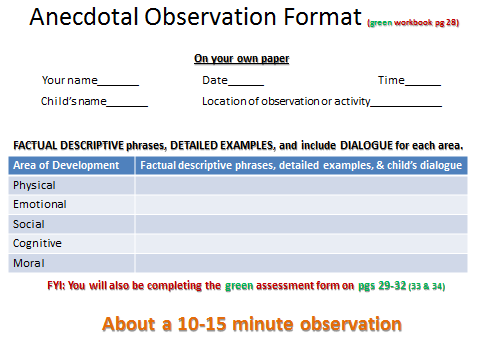 Anecdotal Observation Format (green workbook pg 28)
On your own paper
Your name_______ Date______ Time______
Child's name_______ Location of observation or activity____________
FACTUAL DESCRIPTIVE phrases, DETAILED EXAMPLES, and include DIALOGUE for each area.
Area of Development Factual descriptive phrases, detailed examples, & child's dialogue
Physical
Emotional
Social
Cognitive
Moral
FYI: You will also be completing the green assessment form on pgs 29-32 (33 & 34)
About a 10-15 minute observation